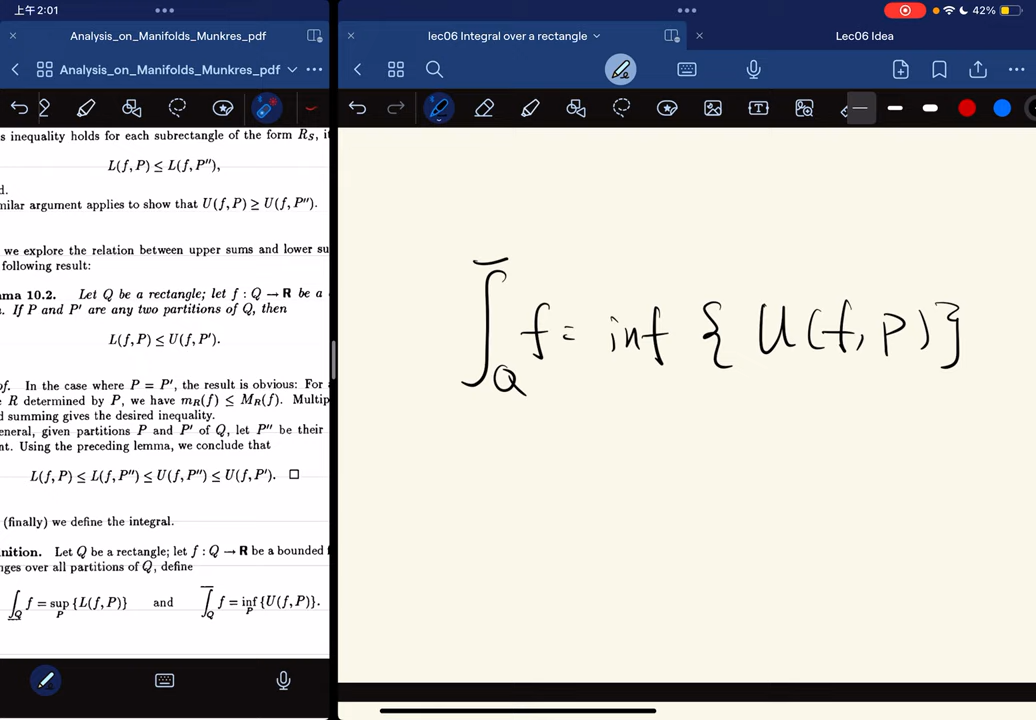 上午2:01
42%
Analysis_on_Manifolds_Munkres_pdf
lec06 Integral over a rectangle
Lec06 Idea
Analysis_on_Manifolds_Munkres_pdf
s inequality holds for each subrectangle of the form R_S, i
L(f, P) ≤ L(f, P''),
d.
milar argument applies to show that U(f, P) ≥ U(f, P'').
we explore the relation between upper sums and lower su
following result:
ma 10.2. Let Q be a rectangle; let f : Q → R be a
. If P and P' are any two partitions of Q, then
L(f, P) ≤ U(f, P').
of. In the case where P = P', the result is obvious: For
e R determined by P, we have m_R(f) ≤ M_R(f). Multip
d summing gives the desired inequality.
eneral, given partitions P and P' of Q, let P'' be their
nt. Using the preceding lemma, we conclude that
L(f, P) ≤ L(f, P'') ≤ U(f, P'') ≤ U(f, P'). □
(finally) we define the integral.
nition. Let Q be a rectangle; let f : Q → R be a bounded f
nges over all partitions of Q, define
∫_Q f = sup_P {L(f, P)} and ∫̅_Q f = inf_P {U(f, P)}.
∫̅_Q f = inf { U(f, P) }